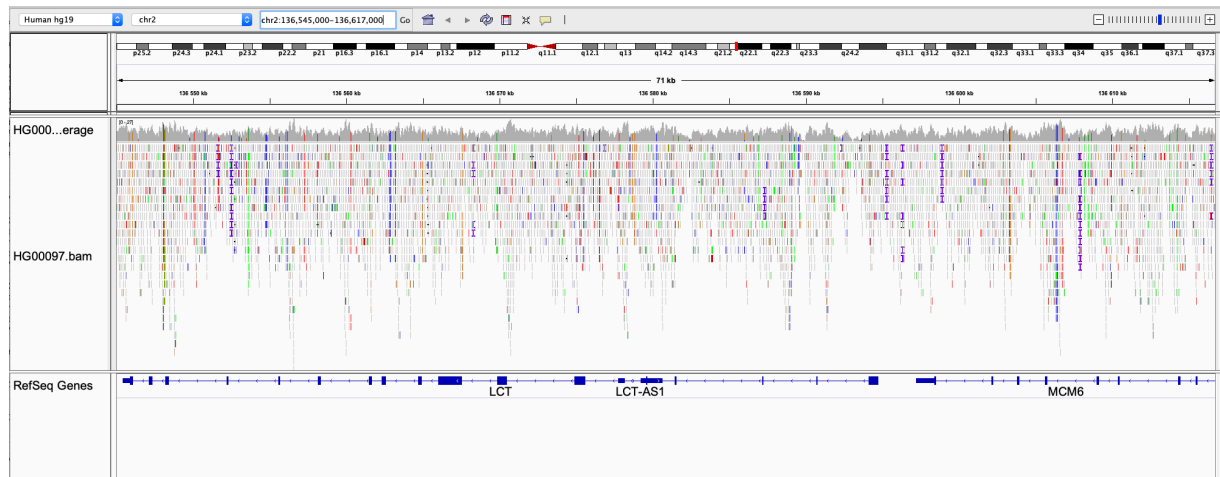 Human hg19 chr2 chr2:136,545,000-136,617,000 Go
p25.2 p24.3 p24.1 p23.2 p22.2 p21 p16.3 p16.1 p14 p13.2 p12 p11.2 q11.1 q12.1 q13 q14.2 q14.3 q21.2 q22.1 q22.3 q23.3 q24.2 q31.1 q31.2 q32.1 q32.3 q33.1 q33.3 q34 q35 q36.1 q37.1 q37.3
71 kb
136 550 kb 136 560 kb 136 570 kb 136 580 kb 136 590 kb 136 600 kb 136 610 kb
[0 - 27]
HG000...erage
HG00097.bam
RefSeq Genes
LCT LCT-AS1 MCM6